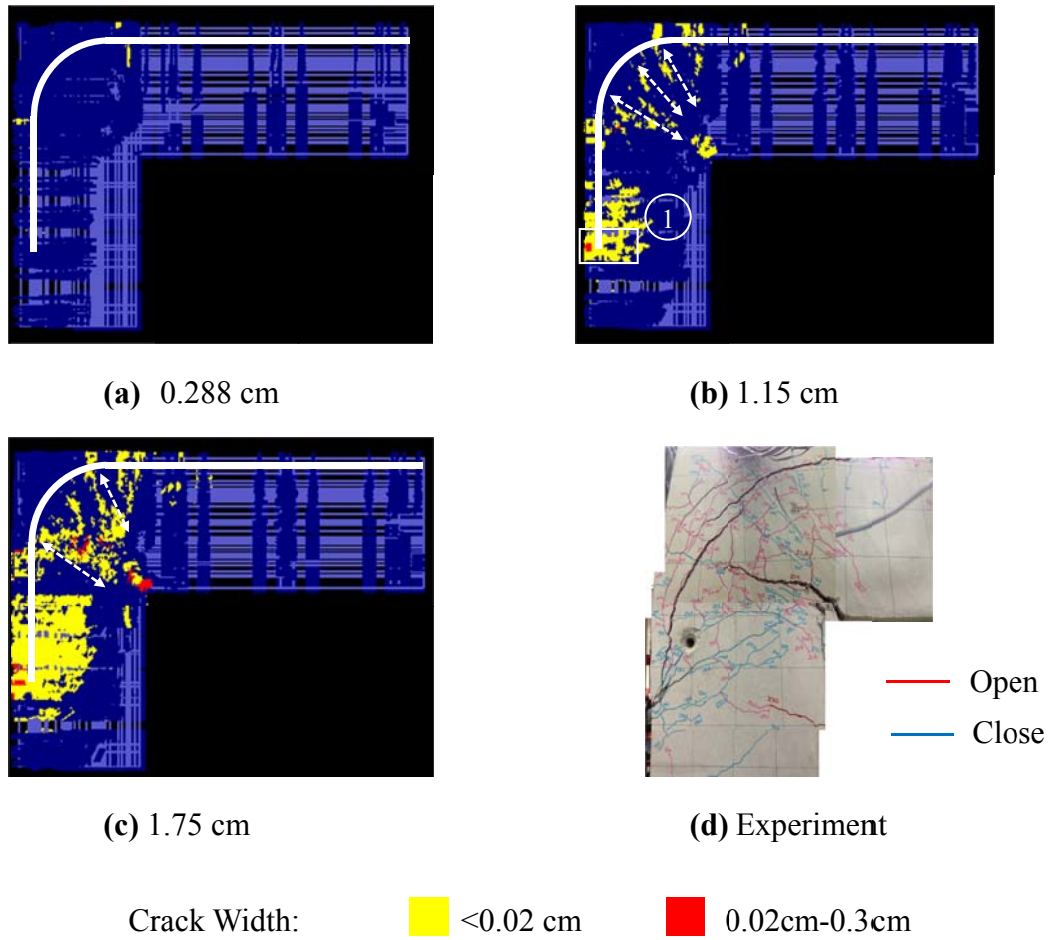 1
(a) 0.288 cm
(b) 1.15 cm
Open
Close
(c) 1.75 cm
(d) Experiment
Crack Width: <0.02 cm 0.02cm-0.3cm